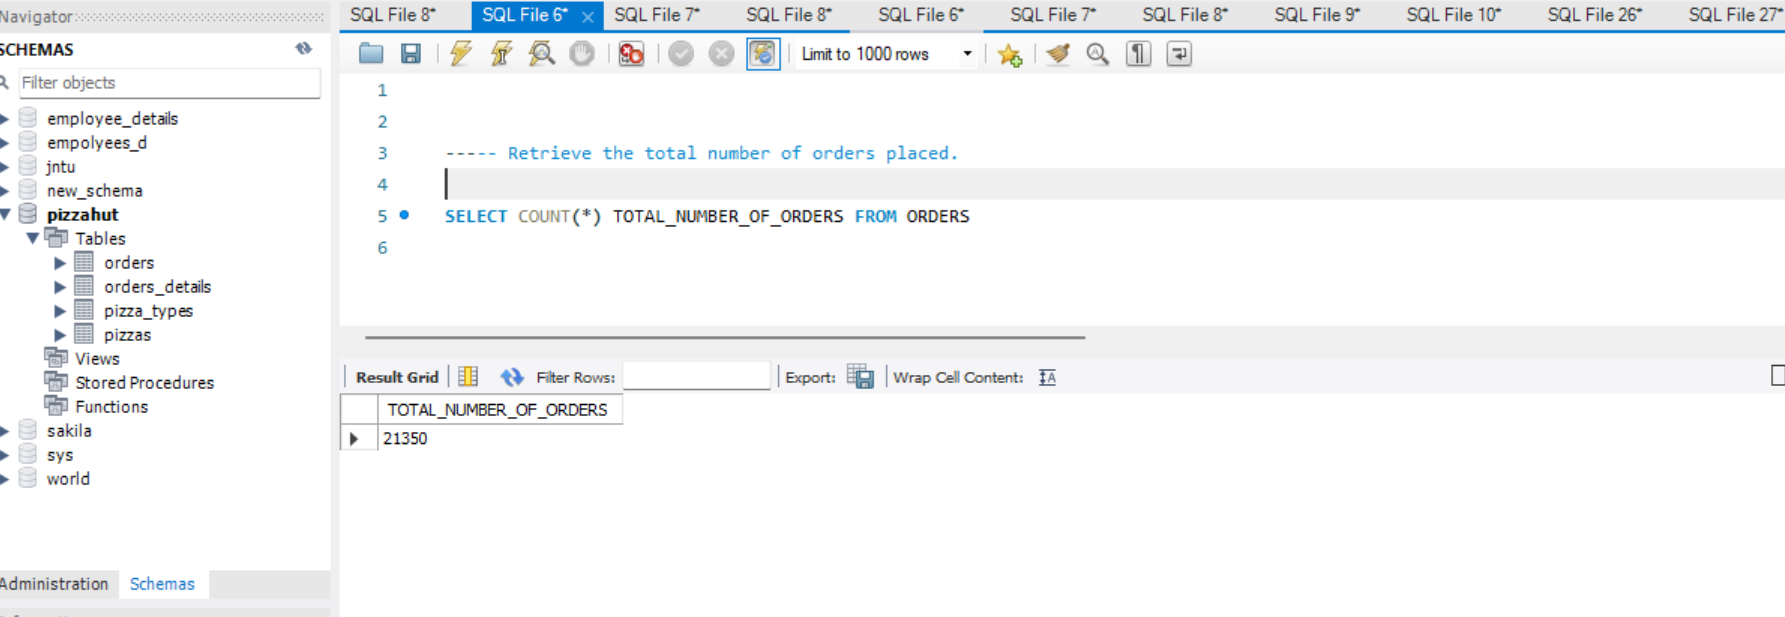 Navigator
SCHEMAS
Filter objects
employee_details
empolyees_d
jntu
new_schema
pizzahut
Tables
orders
orders_details
pizza_types
pizzas
Views
Stored Procedures
Functions
sakila
sys
world
Administration Schemas
SQL File 8* SQL File 6* SQL File 7* SQL File 8* SQL File 6* SQL File 7* SQL File 8* SQL File 9* SQL File 10* SQL File 26* SQL File 27*
Limit to 1000 rows
1
2
3 ----- Retrieve the total number of orders placed.
4
5 SELECT COUNT(*) TOTAL_NUMBER_OF_ORDERS FROM ORDERS
6
Result Grid Filter Rows: Export: Wrap Cell Content:
TOTAL_NUMBER_OF_ORDERS
21350